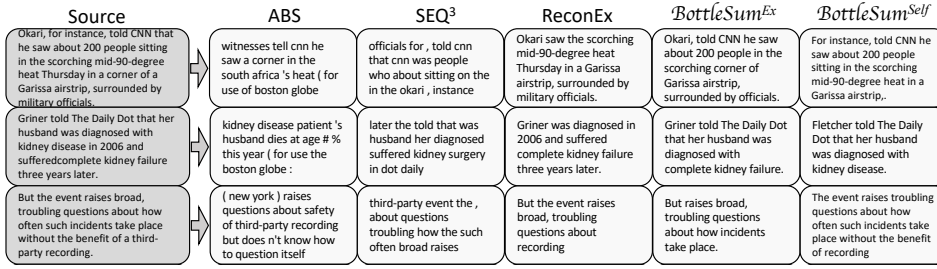 Source
ABS
SEQ³
ReconEx
BottleSumᴱˣ
BottleSumˢᵉˡᶠ
Okari, for instance, told CNN that
he saw about 200 people sitting
in the scorching mid-90-degree
heat Thursday in a corner of a
Garissa airstrip, surrounded by
military officials.
witnesses tell cnn he
saw a corner in the
south africa 's heat ( for
use of boston globe
officials for , told cnn
that cnn was people
who about sitting on the
in the okari , instance
Okari saw the scorching
mid-90-degree heat
Thursday in a Garissa
airstrip, surrounded by
military officials.
Okari, told CNN he saw
about 200 people in the
scorching corner of a
Garissa airstrip,
surrounded by officials.
For instance, told CNN he
saw about 200 people
sitting in the scorching
mid-90-degree heat in a
Garissa airstrip,.
Griner told The Daily Dot that her
husband was diagnosed with
kidney disease in 2006 and
sufferedcomplete kidney failure
three years later.
kidney disease patient 's
husband dies at age # %
this year ( for use the
boston globe :
later the told that was
husband her diagnosed
suffered kidney surgery
in dot daily
Griner was diagnosed in
2006 and suffered
complete kidney failure
three years later.
Griner told The Daily Dot
that her husband was
diagnosed with
complete kidney failure.
Fletcher told The Daily
Dot that her husband
was diagnosed with
kidney disease.
But the event raises broad,
troubling questions about how
often such incidents take place
without the benefit of a third-
party recording.
( new york ) raises
questions about safety
of third-party recording
but does n't know how
to question itself
third-party event the ,
about questions
troubling how the such
often broad raises
But the event raises
broad, troubling
questions about
recording
But raises broad,
troubling questions
about how incidents
take place.
The event raises troubling
questions about how
often such incidents take
place without the benefit
of recording